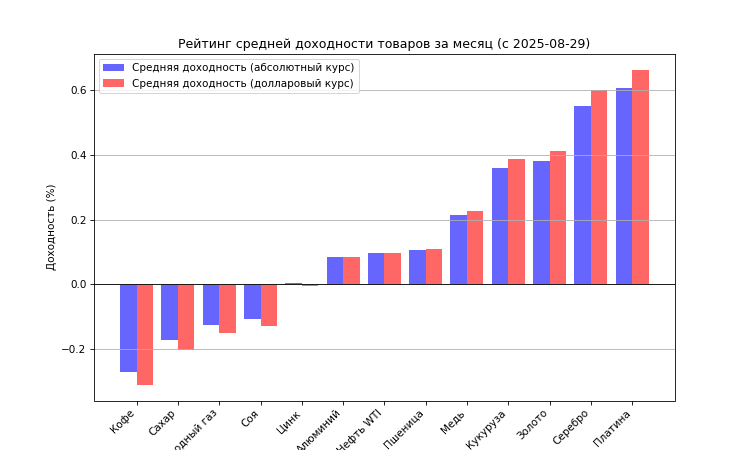 Рейтинг средней доходности товаров за месяц (с 2025-08-29)
Средняя доходность (абсолютный курс)
Средняя доходность (долларовый курс)
Доходность (%)
0.6
0.4
0.2
0.0
−0.2
Кофе
Сахар
одный газ
Соя
Цинк
Алюминий
Нефть WTI
Пшеница
Медь
Кукуруза
Золото
Серебро
Платина